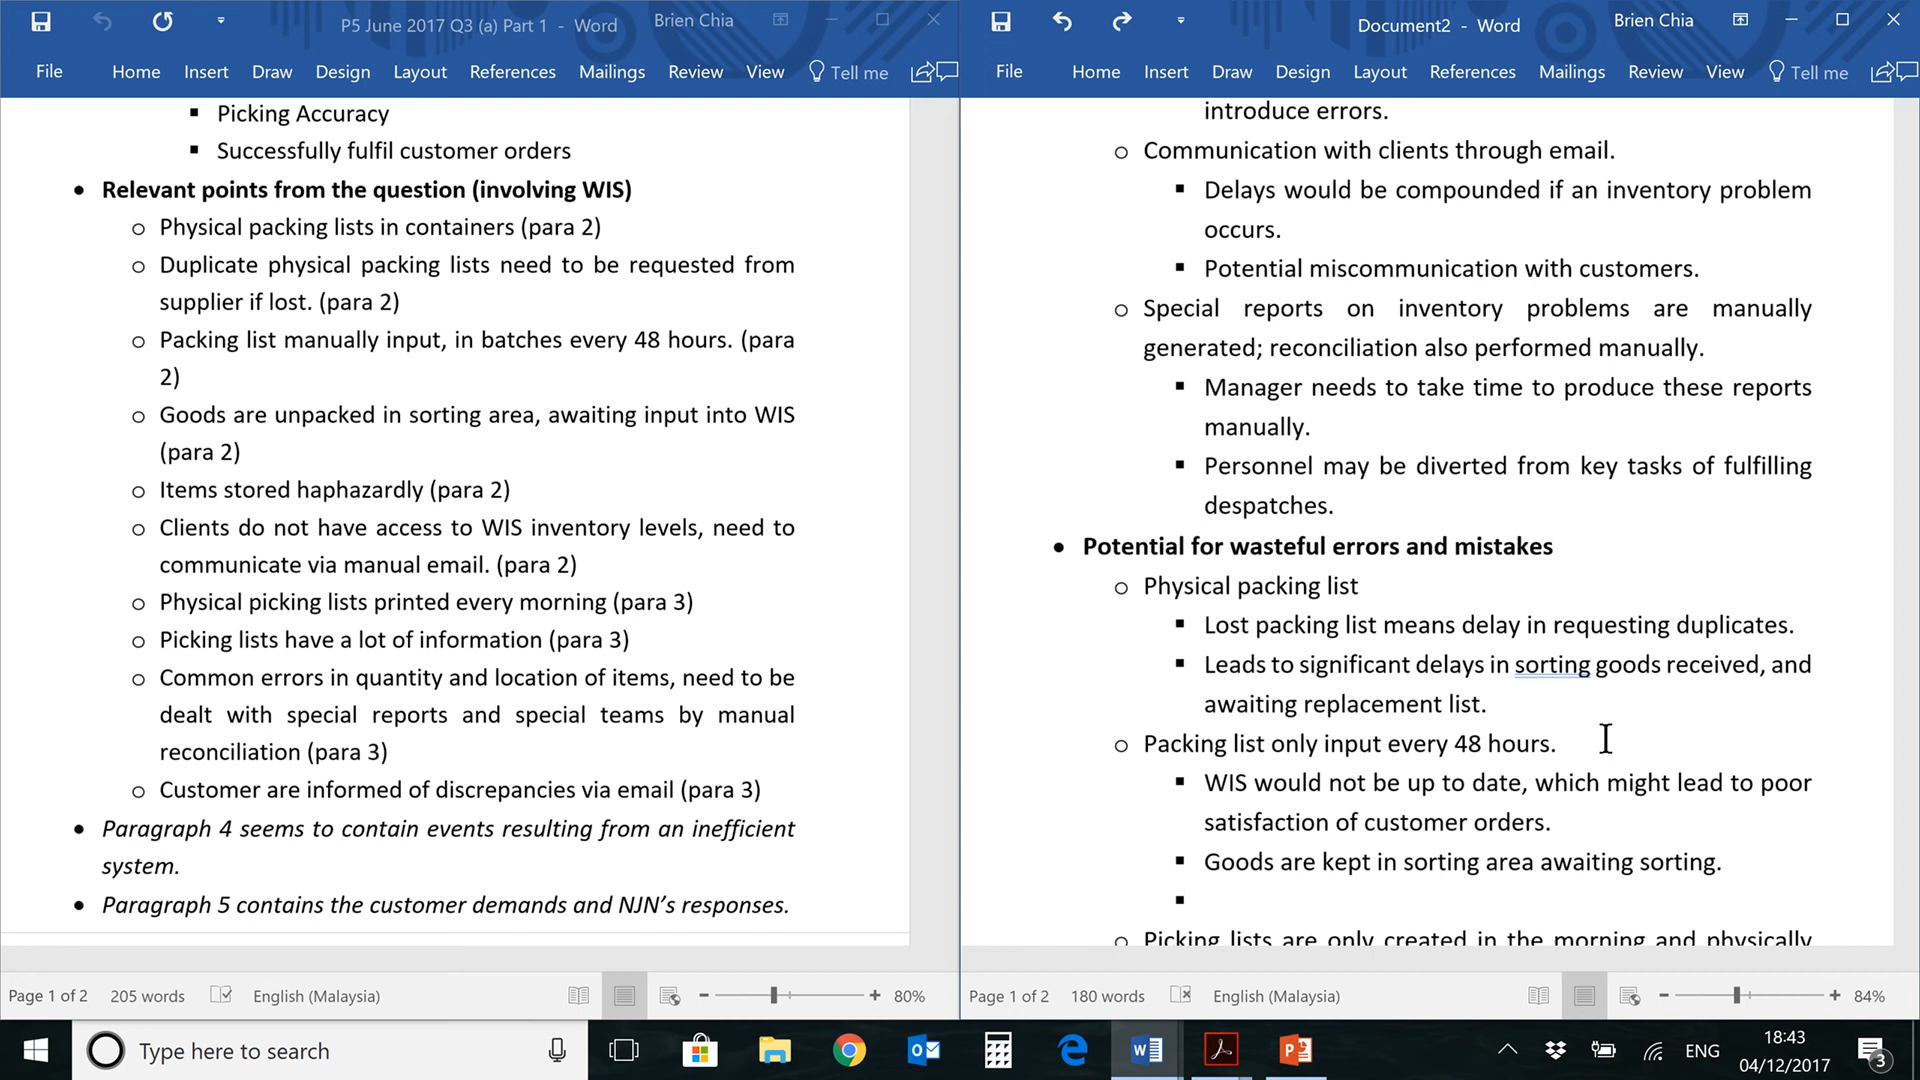 P5 June 2017 Q3 (a) Part 1 - Word
Brien Chia
File Home Insert Draw Design Layout References Mailings Review View Tell me
Picking Accuracy
Successfully fulfil customer orders
Relevant points from the question (involving WIS)
Physical packing lists in containers (para 2)
Duplicate physical packing lists need to be requested from
supplier if lost. (para 2)
Packing list manually input, in batches every 48 hours. (para
2)
Goods are unpacked in sorting area, awaiting input into WIS
(para 2)
Items stored haphazardly (para 2)
Clients do not have access to WIS inventory levels, need to
communicate via manual email. (para 2)
Physical picking lists printed every morning (para 3)
Picking lists have a lot of information (para 3)
Common errors in quantity and location of items, need to be
dealt with special reports and special teams by manual
reconciliation (para 3)
Customer are informed of discrepancies via email (para 3)
Paragraph 4 seems to contain events resulting from an inefficient
system.
Paragraph 5 contains the customer demands and NJN's responses.
Page 1 of 2 205 words English (Malaysia) 80%
Document2 - Word
Brien Chia
File Home Insert Draw Design Layout References Mailings Review View Tell me
introduce errors.
Communication with clients through email.
Delays would be compounded if an inventory problem
occurs.
Potential miscommunication with customers.
Special reports on inventory problems are manually
generated; reconciliation also performed manually.
Manager needs to take time to produce these reports
manually.
Personnel may be diverted from key tasks of fulfilling
despatches.
Potential for wasteful errors and mistakes
Physical packing list
Lost packing list means delay in requesting duplicates.
Leads to significant delays in sorting goods received, and
awaiting replacement list.
Packing list only input every 48 hours.
WIS would not be up to date, which might lead to poor
satisfaction of customer orders.
Goods are kept in sorting area awaiting sorting.
Picking lists are only created in the morning and physically
Page 1 of 2 180 words English (Malaysia) 84%
Type here to search
ENG
18:43
04/12/2017
3